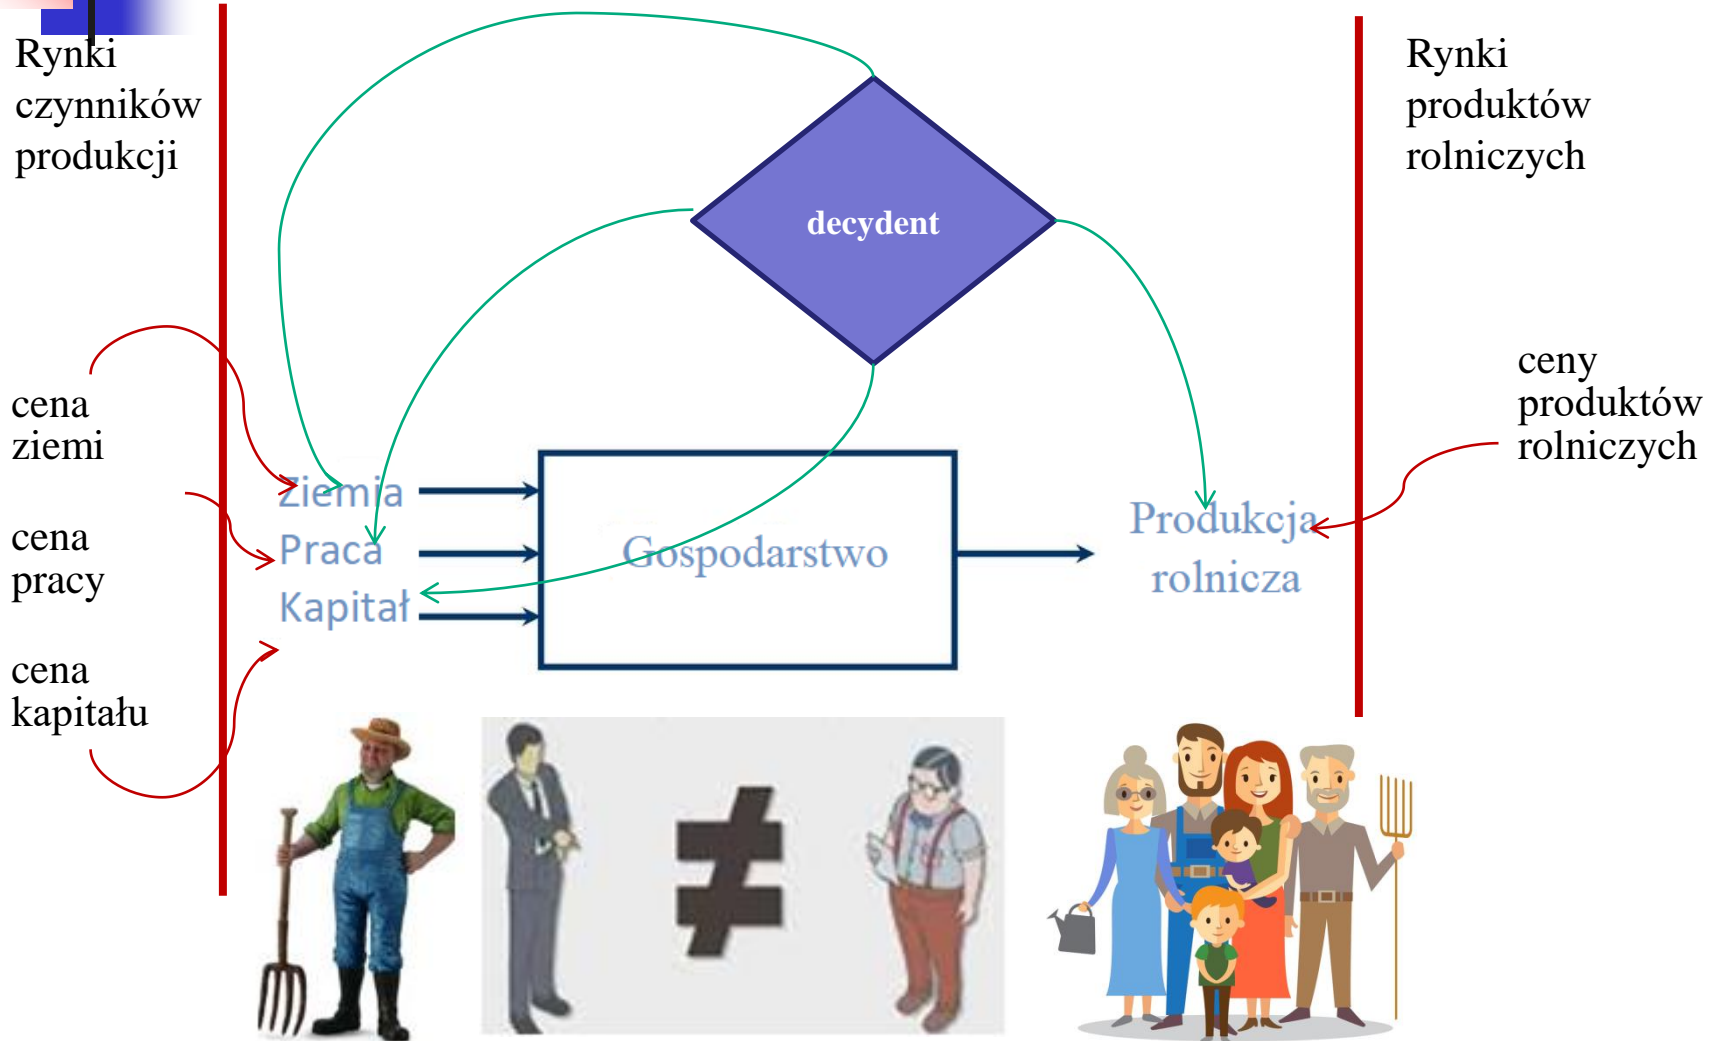 Rynki
czynników
produkcji
Rynki
produktów
rolniczych
decydent
cena
ziemi
cena
pracy
cena
kapitału
Ziemia
Praca
Kapitał
Gospodarstwo
Produkcja
rolnicza
ceny
produktów
rolniczych
≠